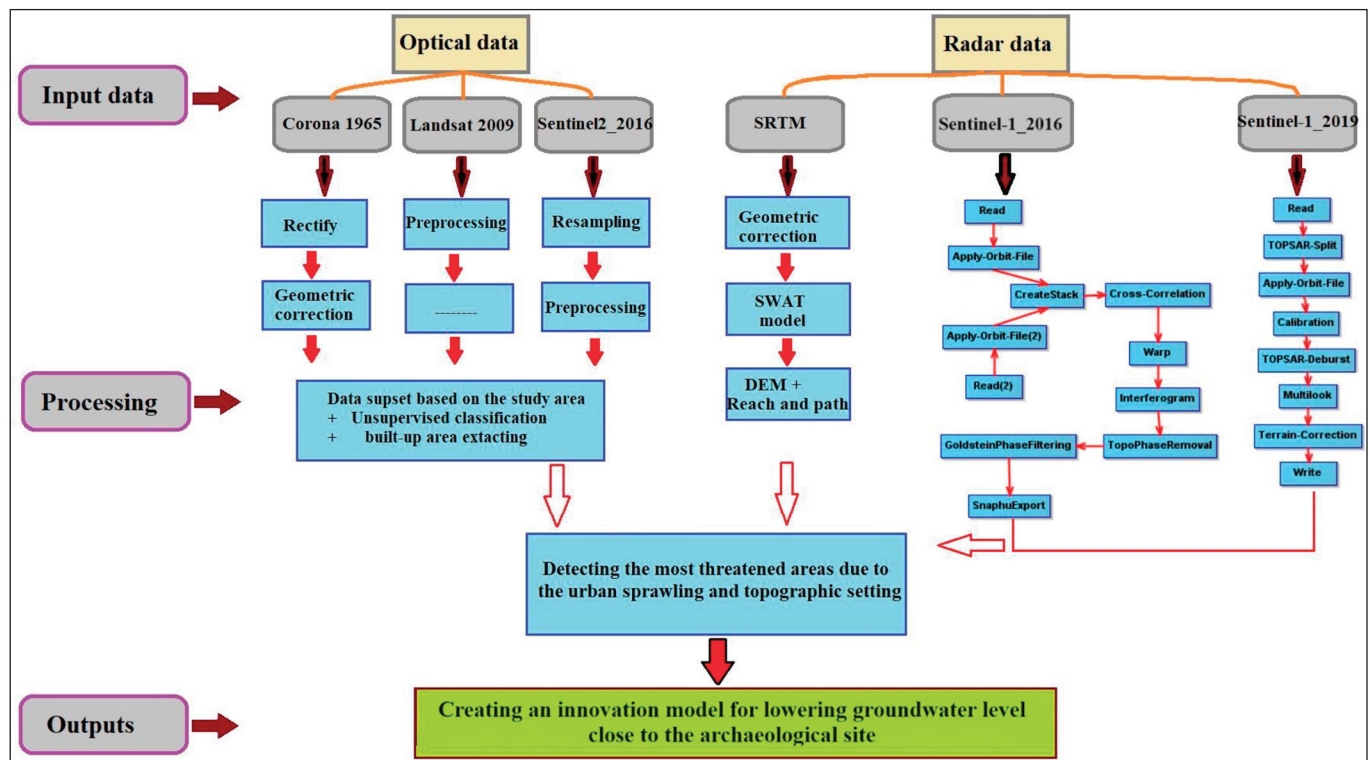 Optical data
Radar data
Input data
Corona 1965
Landsat 2009
Sentinel2_2016
SRTM
Sentinel-1_2016
Sentinel-1_2019
Rectify
Preprocessing
Resampling
Geometric
correction
Geometric
correction
--------
Preprocessing
SWAT
model
DEM +
Reach and path
Read
Apply-Orbit-File
CreateStack
Cross-Correlation
Apply-Orbit-File(2)
Read(2)
Warp
Interferogram
TopoPhaseRemoval
GoldsteinPhaseFiltering
SnaphuExport
Read
TOPSAR-Split
Apply-Orbit-File
Calibration
TOPSAR-Deburst
Multilook
Terrain-Correction
Write
Processing
Data supset based on the study area
+ Unsupervised classification
+ built-up area extacting
Detecting the most threatened areas due to
the urban sprawling and topographic setting
Outputs
Creating an innovation model for lowering groundwater level
close to the archaeological site